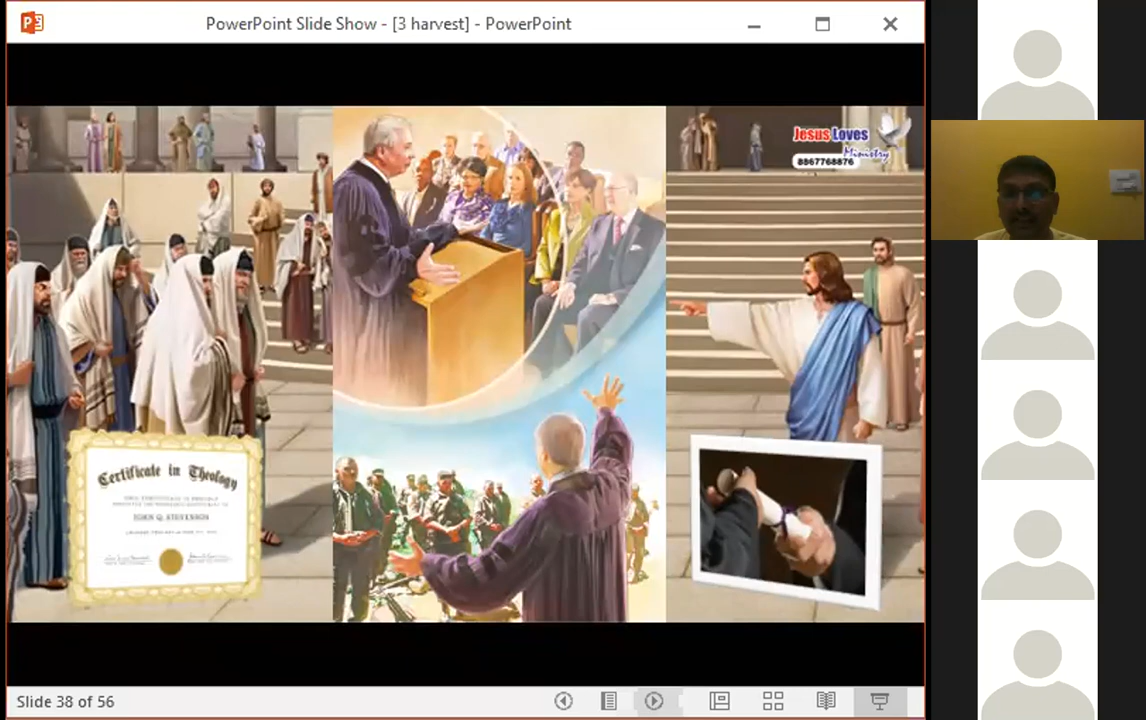 PowerPoint Slide Show - [3 harvest] - PowerPoint
Jesus Loves
Ministry
8867768876
Certificate in Theology
JOHN Q. STEVENSON
Slide 38 of 56